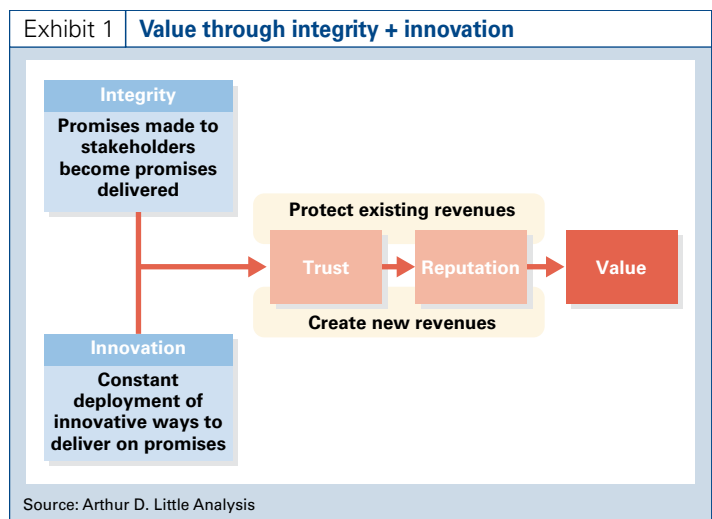 Exhibit 1
Value through integrity + innovation
Integrity
Promises made to
stakeholders
become promises
delivered
Protect existing revenues
Trust
Reputation
Value
Create new revenues
Innovation
Constant
deployment of
innovative ways to
deliver on promises
Source: Arthur D. Little Analysis